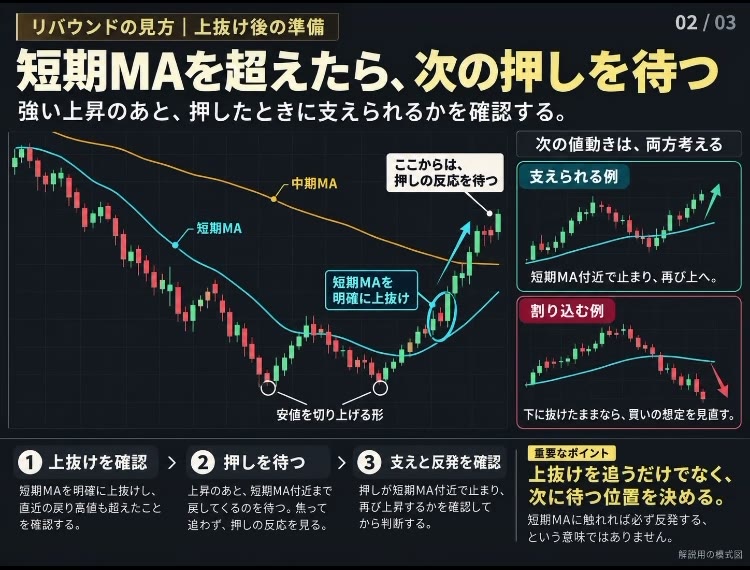 リバウンドの見方｜上抜け後の準備
02 / 03
短期MAを超えたら、次の押しを待つ
強い上昇のあと、押したときに支えられるかを確認する。
中期MA
短期MA
ここからは、
押しの反応を待つ
短期MAを
明確に上抜け
安値を切り上げる形
次の値動きは、両方考える
支えられる例
短期MA付近で止まり、再び上へ。
割り込む例
下に抜けたままなら、買いの想定を見直す。
1 上抜けを確認
短期MAを明確に上抜けし、
直近の戻り高値も超えたこと
を確認する。
2 押しを待つ
上昇のあと、短期MA付近まで
戻してくるのを待つ。焦って
追わず、押しの反応を見る。
3 支えと反発を確認
押しが短期MA付近で止まり、
再び上昇するかを確認して
から判断する。
重要なポイント
上抜けを追うだけでなく、
次に待つ位置を決める。
短期MAに触れれば必ず反発する、
という意味ではありません。
解説用の模式図